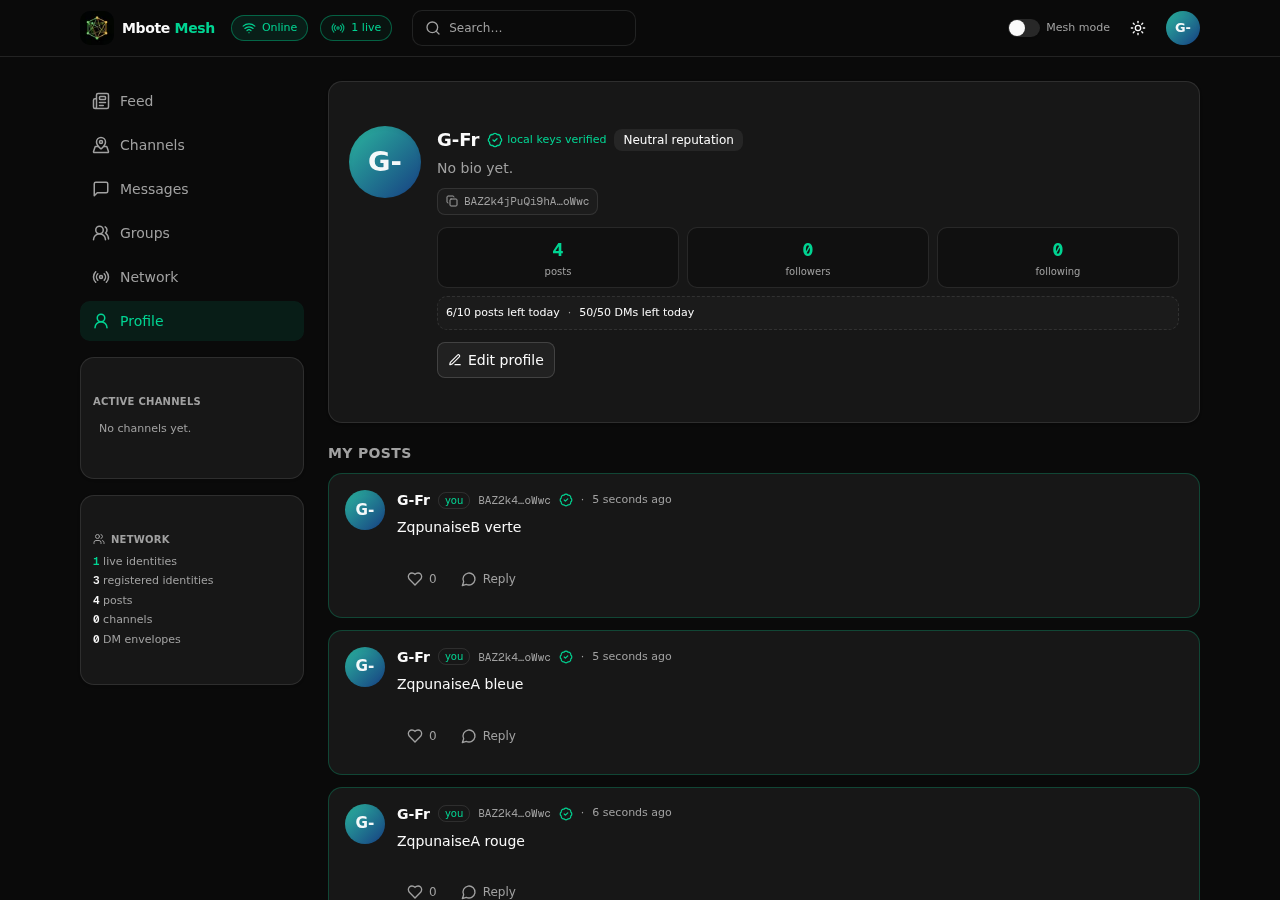 Mbote Mesh
Online
1 live
Search...
Mesh mode
G-
Feed
Channels
Messages
Groups
Network
Profile
ACTIVE CHANNELS
No channels yet.
NETWORK
1 live identities
3 registered identities
4 posts
0 channels
0 DM envelopes
G-
G-Fr local keys verified Neutral reputation
No bio yet.
BAZ2k4jPuQi9hA…oWwc
4 posts
0 followers
0 following
6/10 posts left today · 50/50 DMs left today
Edit profile
MY POSTS
G-
G-Fr you BAZ2k4…oWwc · 5 seconds ago
ZqpunaiseB verte
0 Reply
G-
G-Fr you BAZ2k4…oWwc · 5 seconds ago
ZqpunaiseA bleue
0 Reply
G-
G-Fr you BAZ2k4…oWwc · 6 seconds ago
ZqpunaiseA rouge
0 Reply